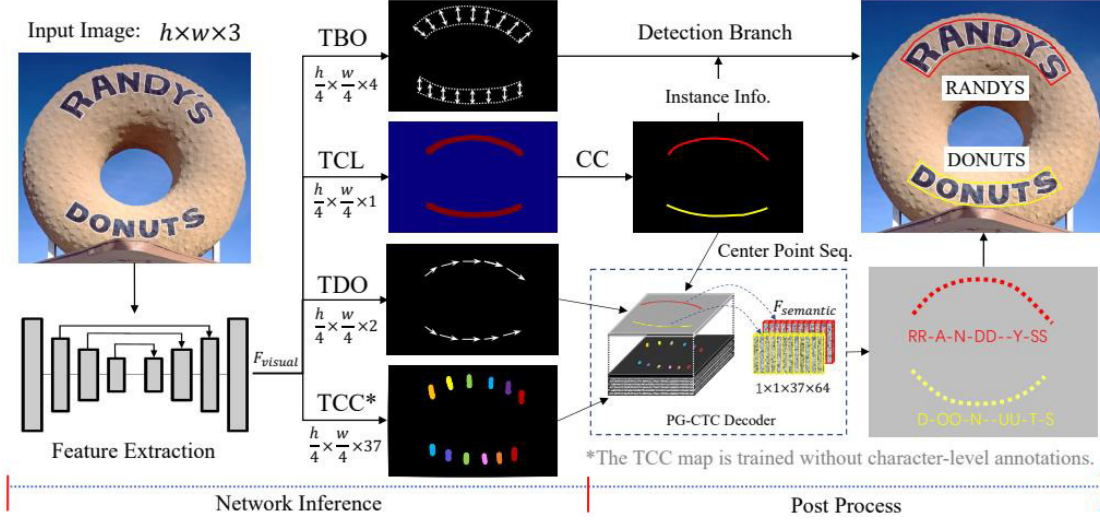 Input Image: h×w×3
RANDY'S
DONUTS
Feature Extraction
F_visual
TBO
h/4 × w/4 × 4
TCL
h/4 × w/4 × 1
TDO
h/4 × w/4 × 2
TCC*
h/4 × w/4 × 37
CC
Detection Branch
Instance Info.
Center Point Seq.
F_semantic
1×1×37×64
PG-CTC Decoder
RANDY'S
RANDYS
DONUTS
DONUTS
RR-A-N-DD--Y-SS
D-OO-N--UU-T-S
*The TCC map is trained without character-level annotations.
Network Inference
Post Process